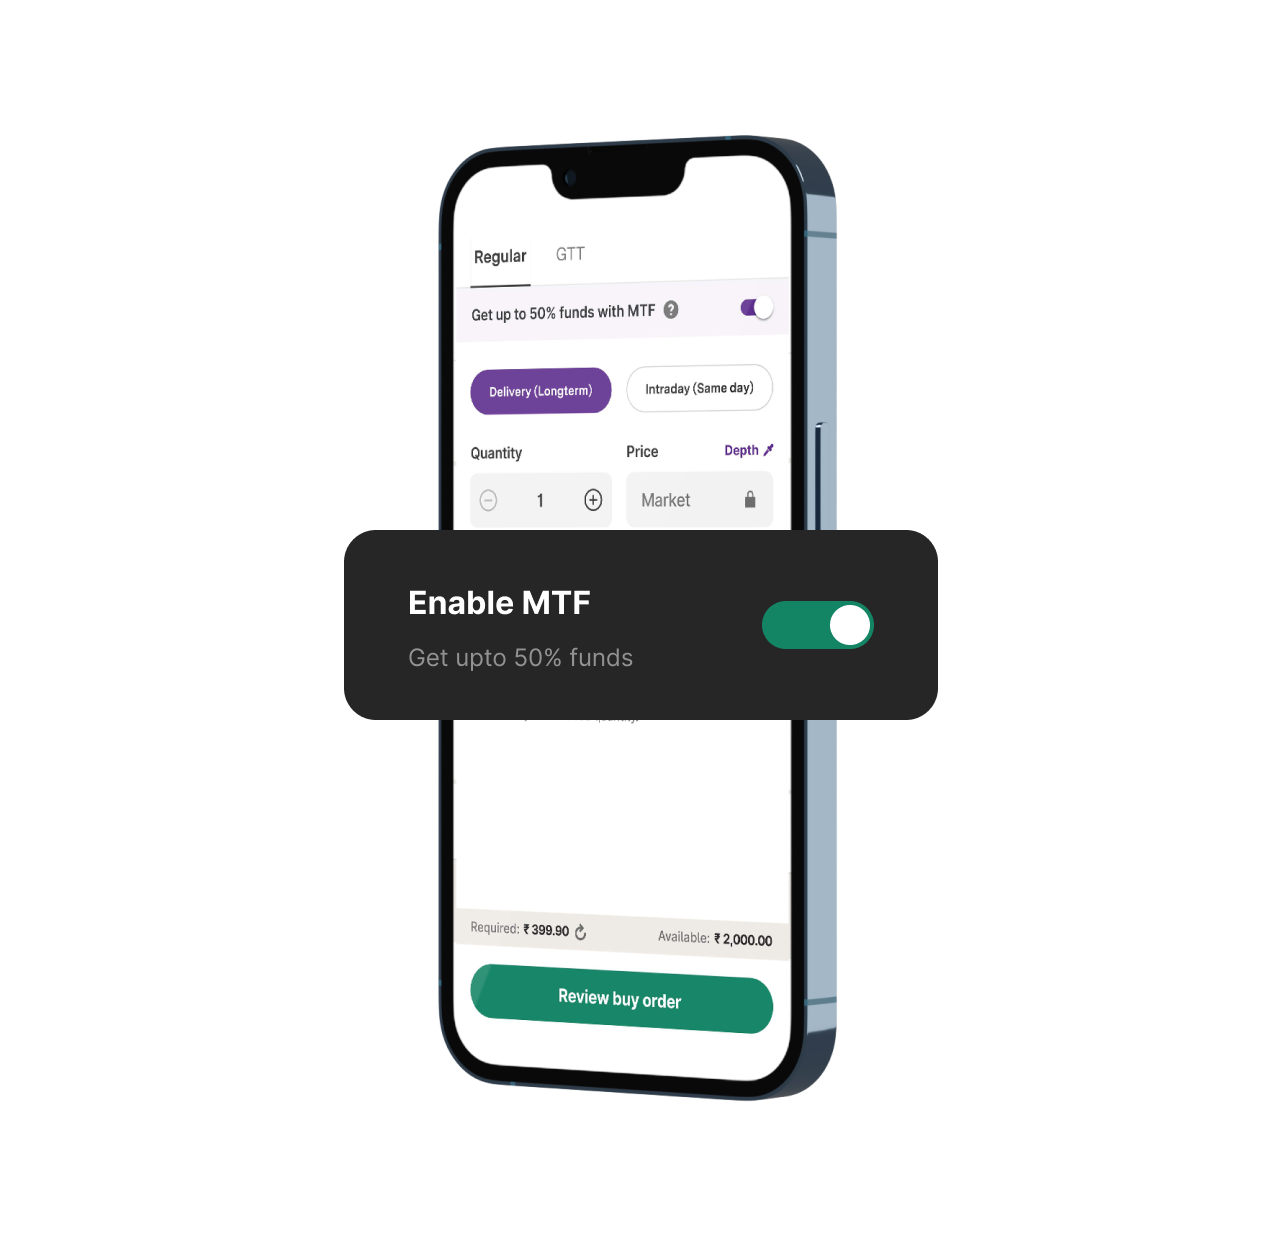 Regular GTT
Get up to 50% funds with MTF ?
Delivery (Longterm) Intraday (Same day)
Quantity Price Depth
1 Market
Enable MTF
Get upto 50% funds
Required: ₹ 399.90 Available: ₹ 2,000.00
Review buy order